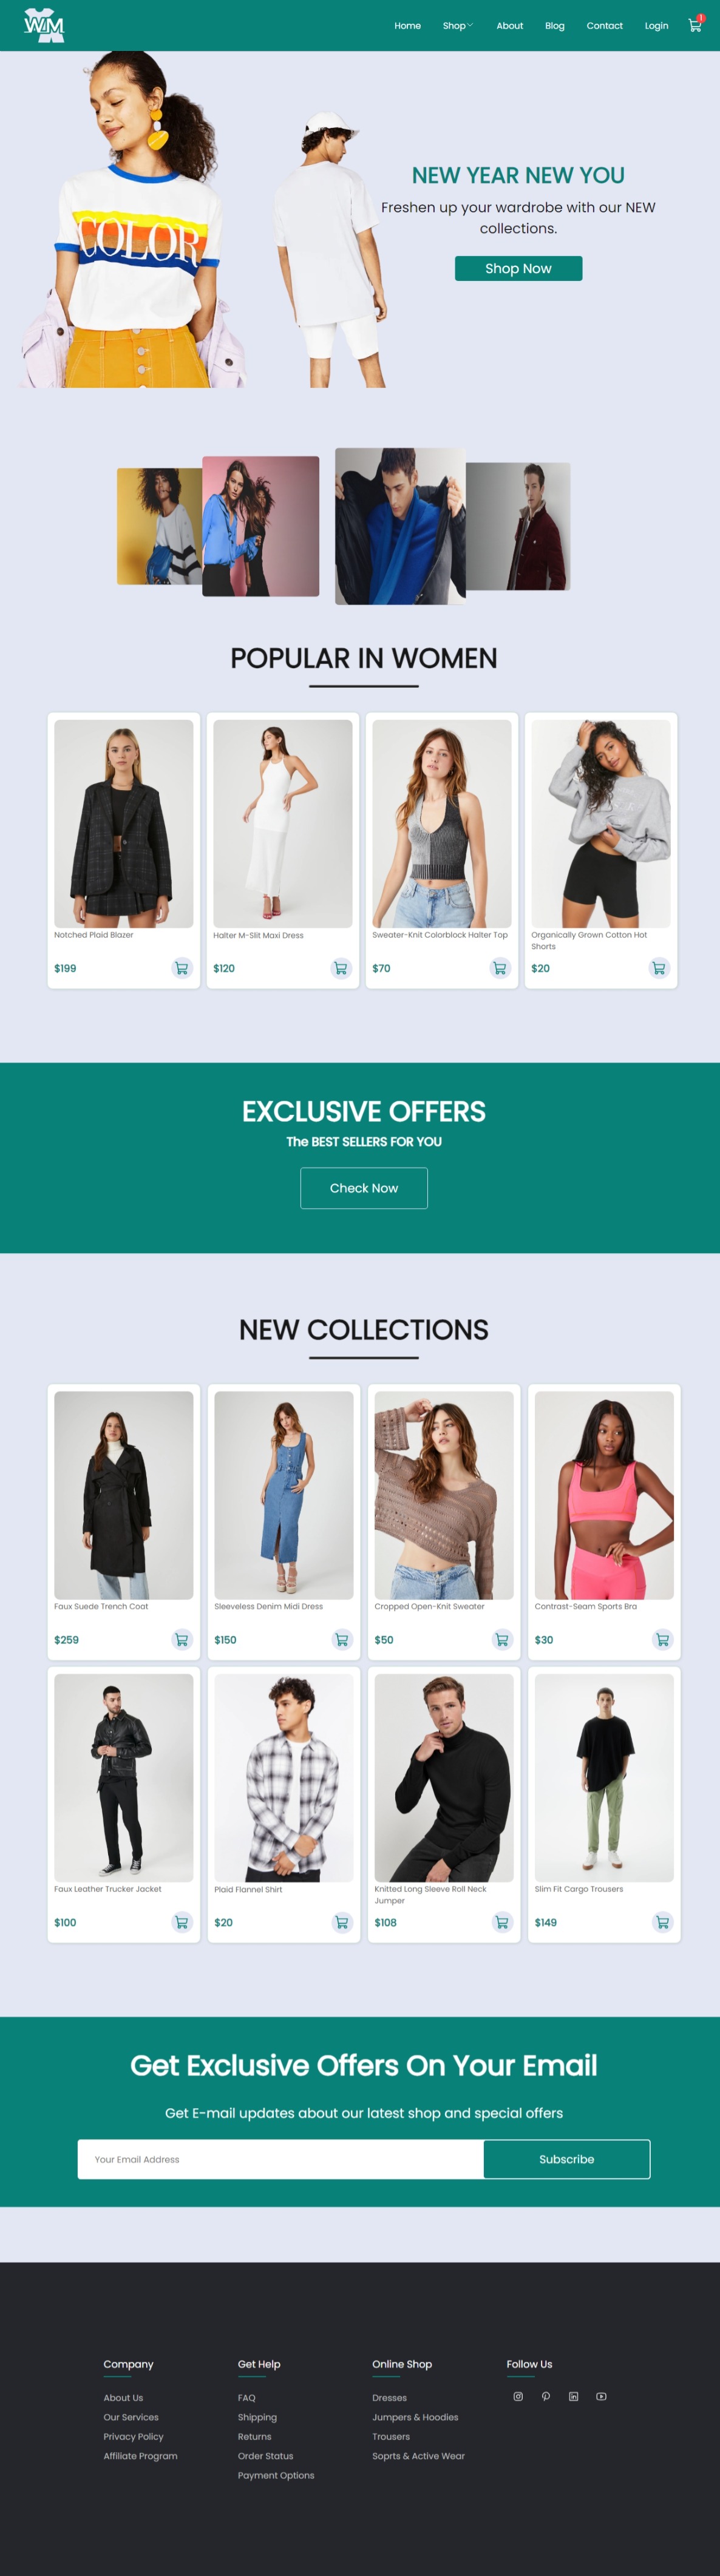 WM
Home Shop About Blog Contact Login 1
COLOR
NEW YEAR NEW YOU
Freshen up your wardrobe with our NEW
collections.
Shop Now
POPULAR IN WOMEN
Notched Plaid Blazer
$199
Halter M-Slit Maxi Dress
$120
Sweater-Knit Colorblock Halter Top
$70
Organically Grown Cotton Hot
Shorts
$20
EXCLUSIVE OFFERS
The BEST SELLERS FOR YOU
Check Now
NEW COLLECTIONS
Faux Suede Trench Coat
$259
Sleeveless Denim Midi Dress
$150
Cropped Open-Knit Sweater
$50
Contrast-Seam Sports Bra
$30
Faux Leather Trucker Jacket
$100
Plaid Flannel Shirt
$20
Knitted Long Sleeve Roll Neck
Jumper
$108
Slim Fit Cargo Trousers
$149
Get Exclusive Offers On Your Email
Get E-mail updates about our latest shop and special offers
Your Email Address
Subscribe
Company
About Us
Our Services
Privacy Policy
Affiliate Program
Get Help
FAQ
Shipping
Returns
Order Status
Payment Options
Online Shop
Dresses
Jumpers & Hoodies
Trousers
Soprts & Active Wear
Follow Us